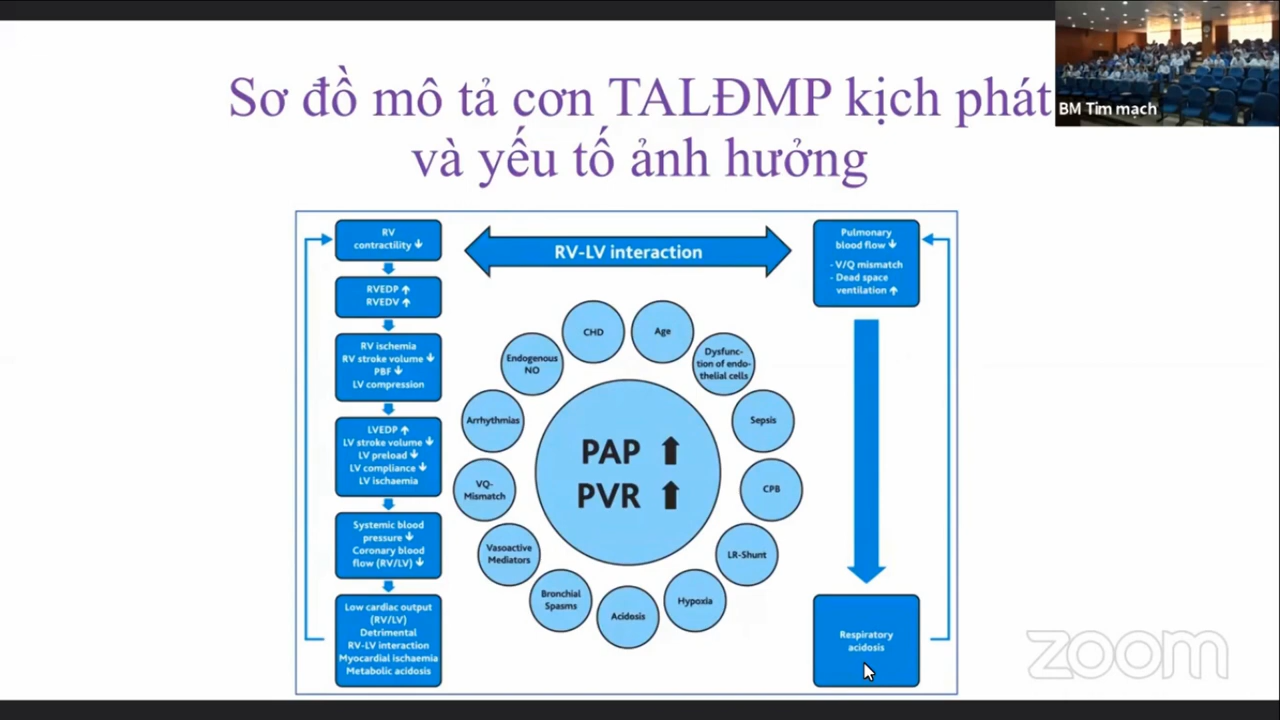 Sơ đồ mô tả cơn TALĐMP kịch phát
và yếu tố ảnh hưởng
BM Tim mạch
RV
contractility ↓
RVEDP ↑
RVEDV ↑
RV ischemia
RV stroke volume ↓
PBF ↓
LV compression
LVEDP ↑
LV stroke volume ↓
LV preload ↓
LV compliance ↓
LV ischaemia
Systemic blood
pressure ↓
Coronary blood
flow (RV/LV) ↓
Low cardiac output
(RV/LV)
Detrimental
RV-LV interaction
Myocardial ischaemia
Metabolic acidosis
RV-LV interaction
CHD
Age
Dysfunc-
tion of endo-
thelial cells
Sepsis
CPB
LR-Shunt
Hypoxia
Acidosis
Bronchial
Spasms
Vasoactive
Mediators
VQ-
Mismatch
Arrhythmias
Endogenous
NO
PAP ↑
PVR ↑
Pulmonary
blood flow ↓
- V/Q mismatch
- Dead space
ventilation ↑
Respiratory
acidosis
zoom